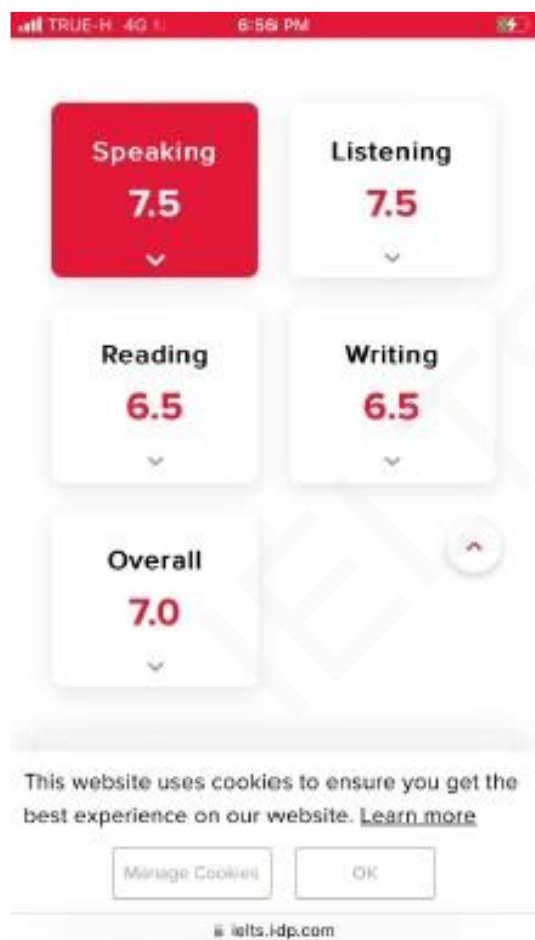 TRUE-H 4G 6:56 PM
Speaking
7.5
Listening
7.5
Reading
6.5
Writing
6.5
Overall
7.0
This website uses cookies to ensure you get the
best experience on our website. Learn more
Manage Cookies
OK
ielts.idp.com
IELTS